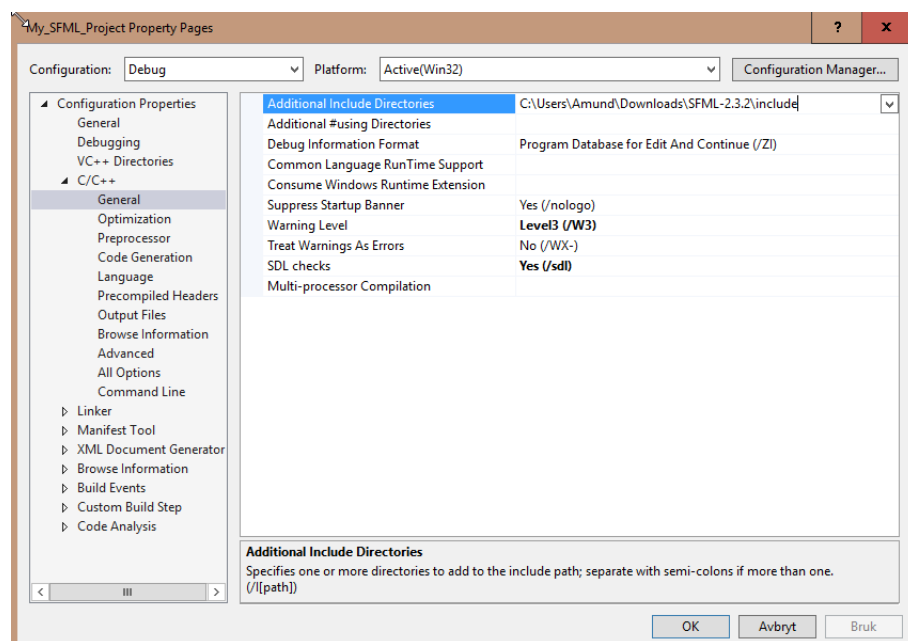 My_SFML_Project Property Pages
? x
Configuration: Debug Platform: Active(Win32) Configuration Manager...
Configuration Properties
General
Debugging
VC++ Directories
C/C++
General
Optimization
Preprocessor
Code Generation
Language
Precompiled Headers
Output Files
Browse Information
Advanced
All Options
Command Line
Linker
Manifest Tool
XML Document Generator
Browse Information
Build Events
Custom Build Step
Code Analysis
Additional Include Directories C:\Users\Amund\Downloads\SFML-2.3.2\include
Additional #using Directories
Debug Information Format Program Database for Edit And Continue (/ZI)
Common Language RunTime Support
Consume Windows Runtime Extension
Suppress Startup Banner Yes (/nologo)
Warning Level Level3 (/W3)
Treat Warnings As Errors No (/WX-)
SDL checks Yes (/sdl)
Multi-processor Compilation
Additional Include Directories
Specifies one or more directories to add to the include path; separate with semi-colons if more than one.
(/I[path])
OK Avbryt Bruk